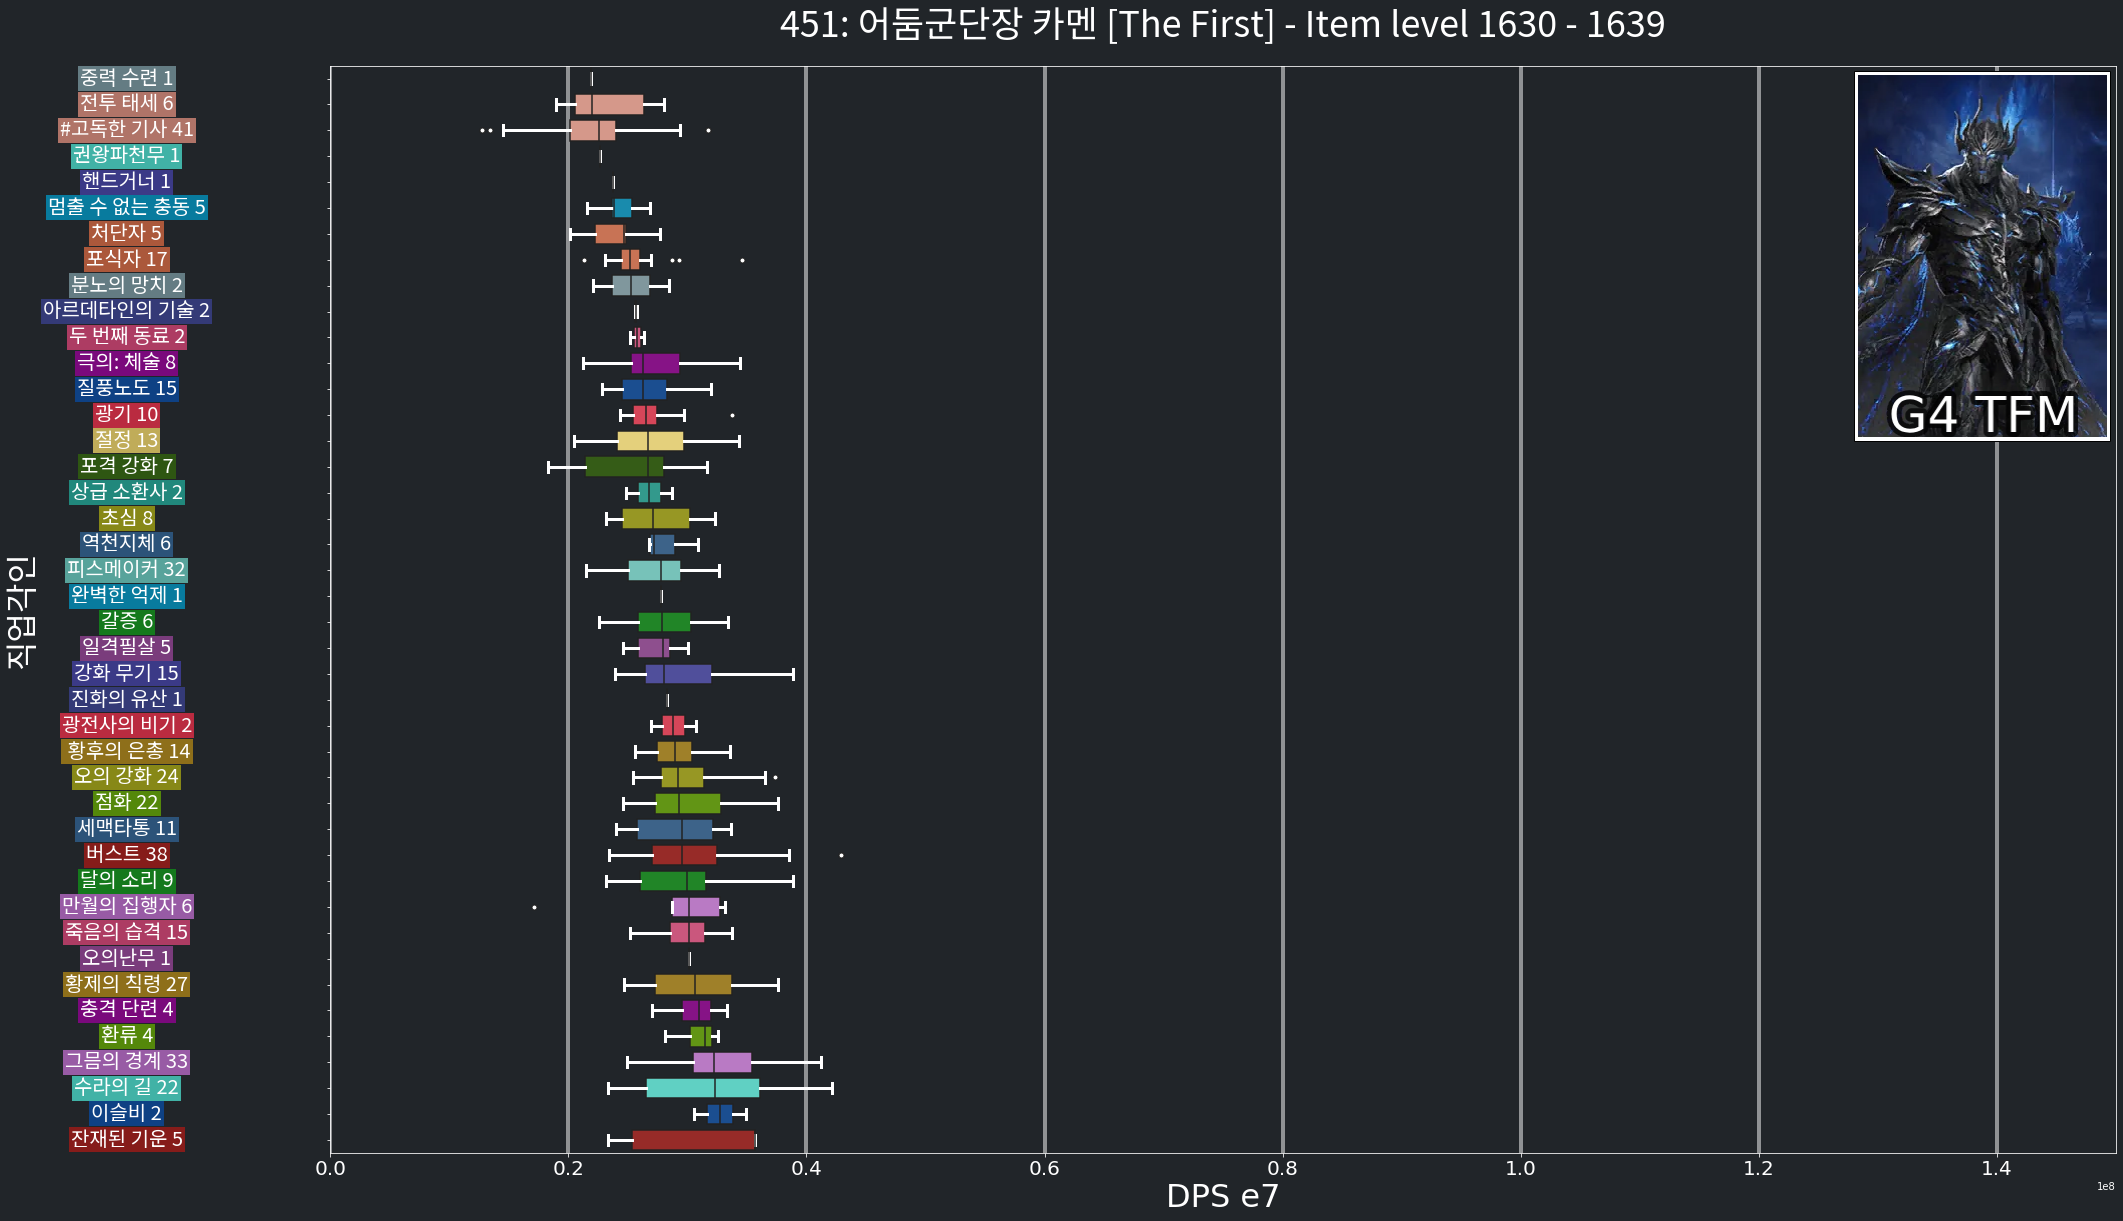 451: 어둠군단장 카멘 [The First] - Item level 1630 - 1639
중력 수련 1
전투 태세 6
#고독한 기사 41
권왕파천무 1
핸드거너 1
멈출 수 없는 충동 5
처단자 5
포식자 17
분노의 망치 2
아르데타인의 기술 2
두 번째 동료 2
극의: 체술 8
질풍노도 15
광기 10
절정 13
포격 강화 7
상급 소환사 2
초심 8
역천지체 6
피스메이커 32
완벽한 억제 1
갈증 6
일격필살 5
강화 무기 15
진화의 유산 1
광전사의 비기 2
황후의 은총 14
오의 강화 24
점화 22
세맥타통 11
버스트 38
달의 소리 9
만월의 집행자 6
죽음의 습격 15
오의난무 1
황제의 칙령 27
충격 단련 4
환류 4
그믐의 경계 33
수라의 길 22
이슬비 2
잔재된 기운 5
직업각인
G4 TFM
0.0 0.2 0.4 0.6 0.8 1.0 1.2 1.4
1e8
DPS e7